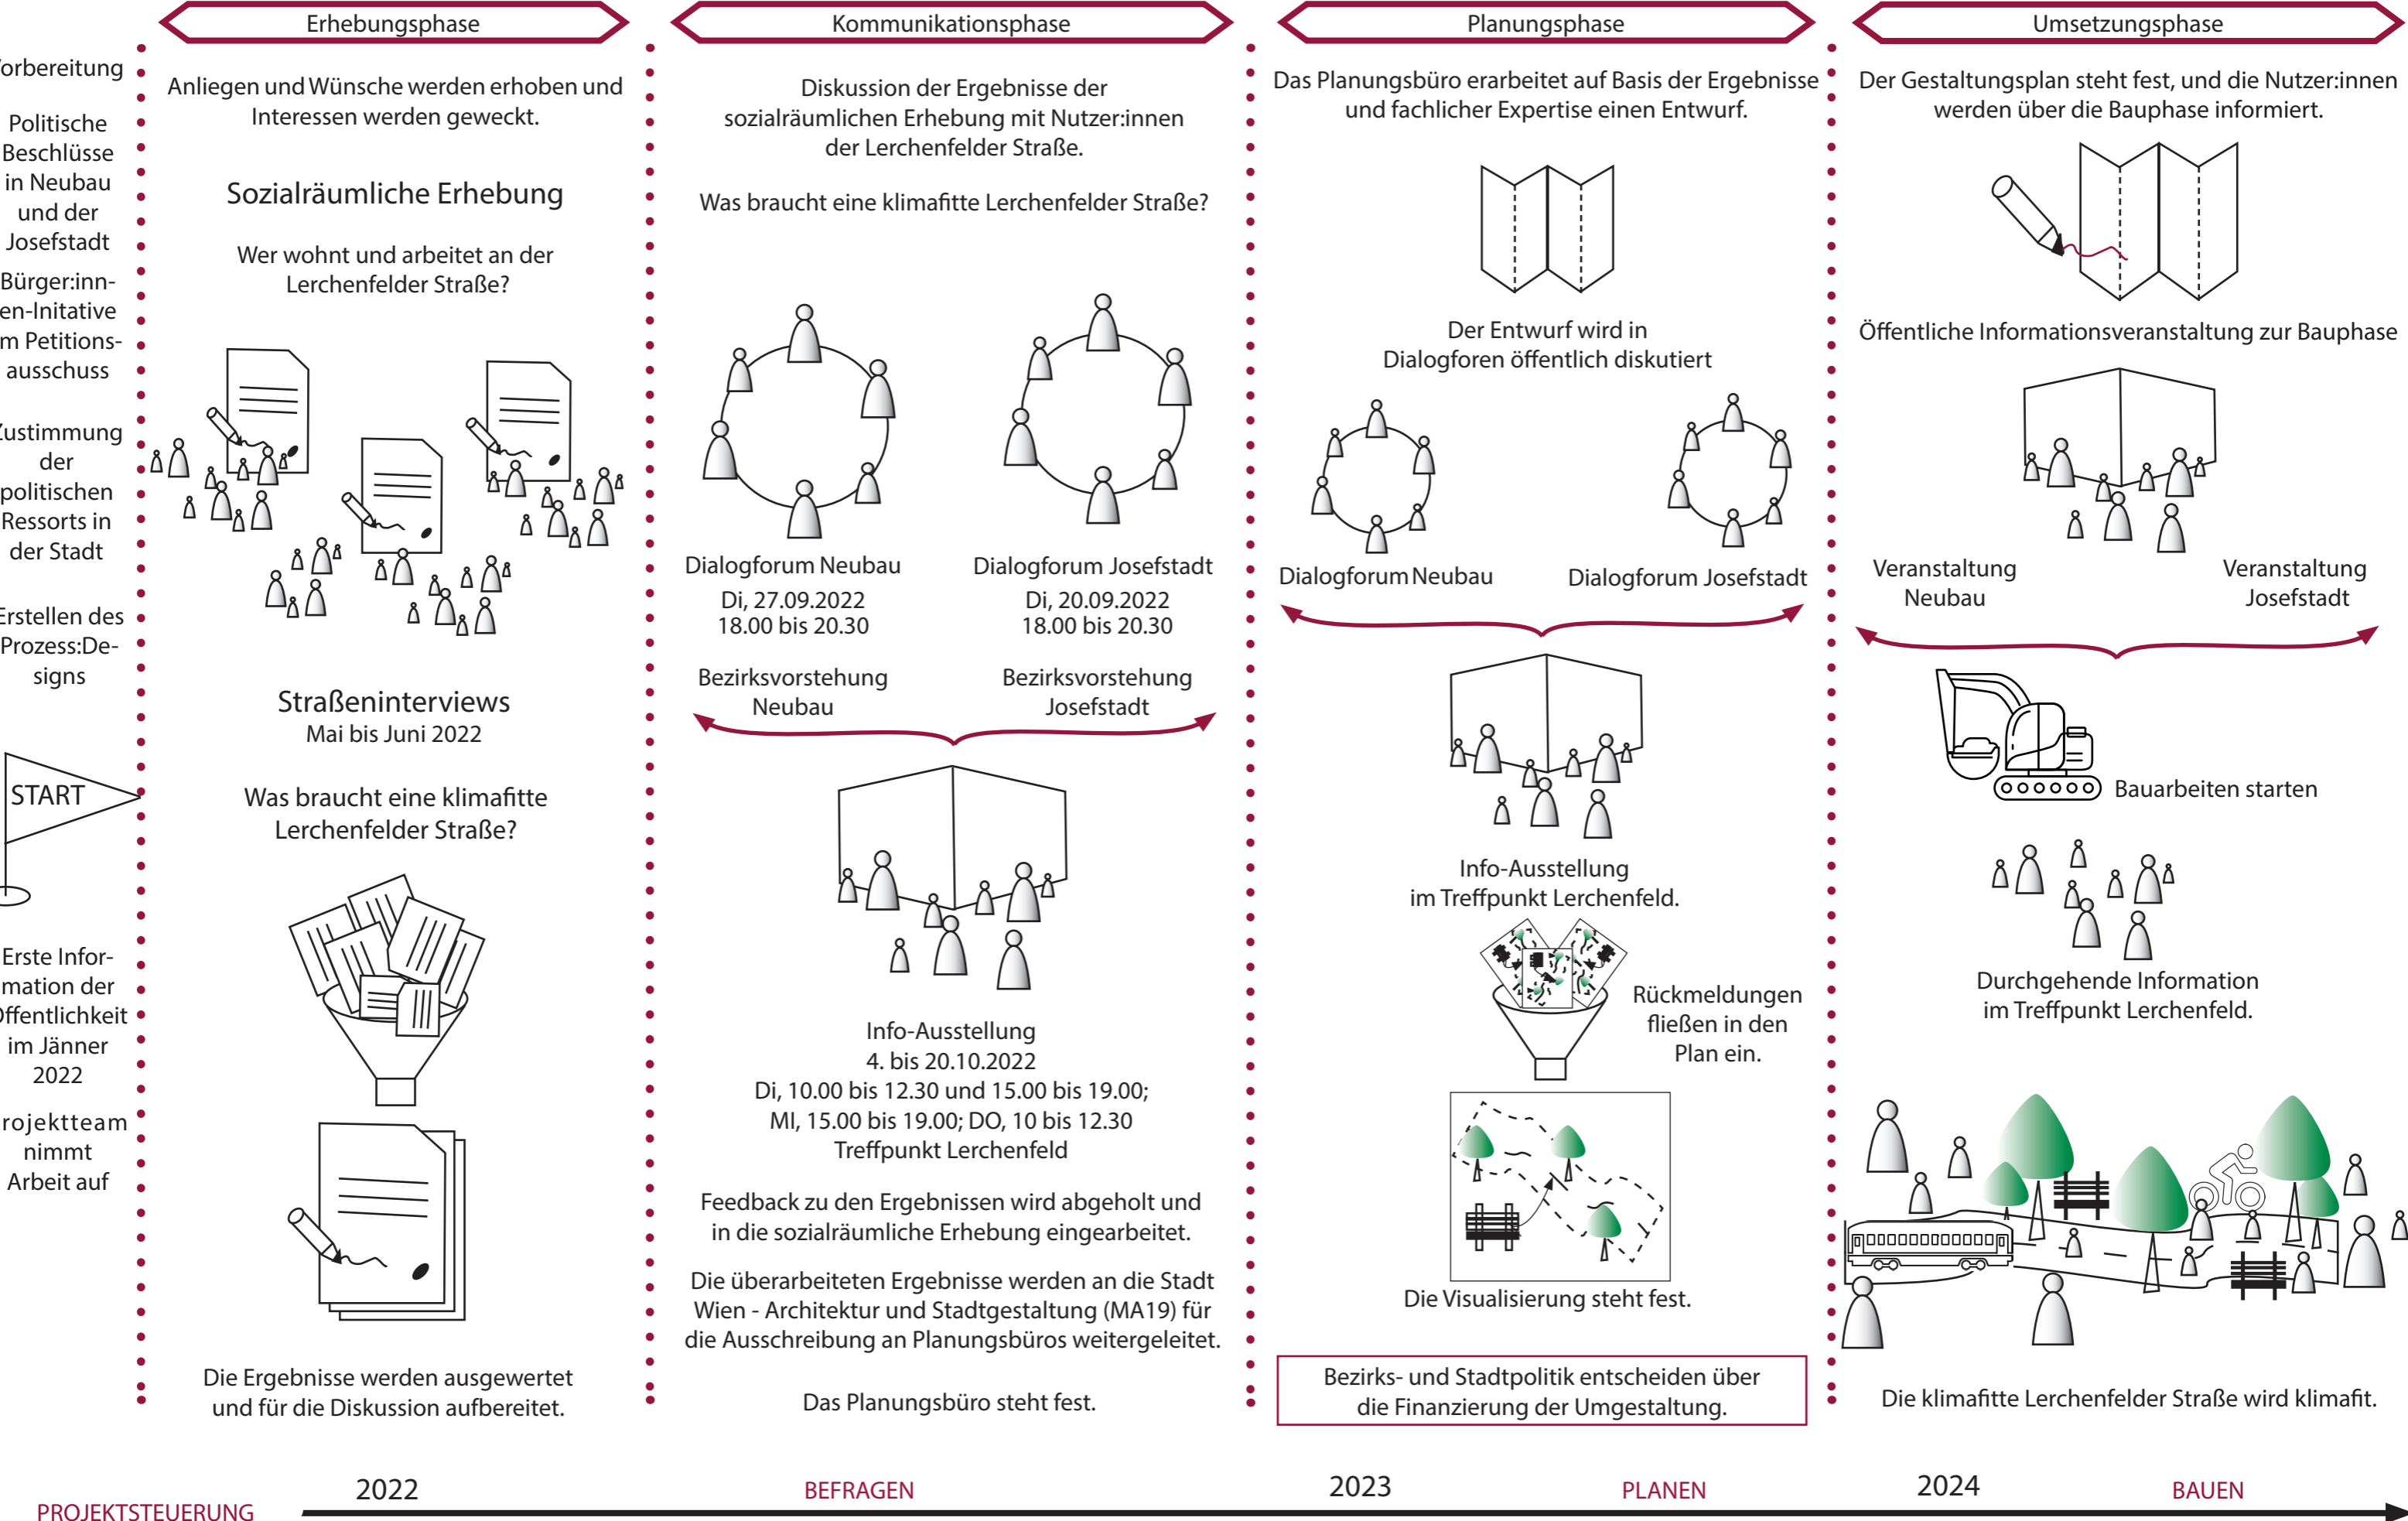 orbereitung
Politische
Beschlüsse
in Neubau
und der
Josefstadt
Bürger:inn-
en-Initative
m Petitions-
ausschuss
Zustimmung
der
politischen
Ressorts in
der Stadt
Erstellen des
Prozess:De-
signs
START
Erste Infor-
mation der
Öffentlichkeit
im Jänner
2022
rojektteam
nimmt
Arbeit auf
Erhebungsphase
Anliegen und Wünsche werden erhoben und
Interessen werden geweckt.
Sozialräumliche Erhebung
Wer wohnt und arbeitet an der
Lerchenfelder Straße?
Straßeninterviews
Mai bis Juni 2022
Was braucht eine klimafitte
Lerchenfelder Straße?
Die Ergebnisse werden ausgewertet
und für die Diskussion aufbereitet.
Kommunikationsphase
Diskussion der Ergebnisse der
sozialräumlichen Erhebung mit Nutzer:innen
der Lerchenfelder Straße.
Was braucht eine klimafitte Lerchenfelder Straße?
Dialogforum Neubau
Di, 27.09.2022
18.00 bis 20.30
Bezirksvorstehung
Neubau
Dialogforum Josefstadt
Di, 20.09.2022
18.00 bis 20.30
Bezirksvorstehung
Josefstadt
Info-Ausstellung
4. bis 20.10.2022
Di, 10.00 bis 12.30 und 15.00 bis 19.00;
MI, 15.00 bis 19.00; DO, 10 bis 12.30
Treffpunkt Lerchenfeld
Feedback zu den Ergebnissen wird abgeholt und
in die sozialräumliche Erhebung eingearbeitet.
Die überarbeiteten Ergebnisse werden an die Stadt
Wien - Architektur und Stadtgestaltung (MA19) für
die Ausschreibung an Planungsbüros weitergeleitet.
Das Planungsbüro steht fest.
Planungsphase
Das Planungsbüro erarbeitet auf Basis der Ergebnisse
und fachlicher Expertise einen Entwurf.
Der Entwurf wird in
Dialogforen öffentlich diskutiert
Dialogforum Neubau
Dialogforum Josefstadt
Info-Ausstellung
im Treffpunkt Lerchenfeld.
Rückmeldungen
fließen in den
Plan ein.
Die Visualisierung steht fest.
Bezirks- und Stadtpolitik entscheiden über
die Finanzierung der Umgestaltung.
Umsetzungsphase
Der Gestaltungsplan steht fest, und die Nutzer:innen
werden über die Bauphase informiert.
Öffentliche Informationsveranstaltung zur Bauphase
Veranstaltung
Neubau
Veranstaltung
Josefstadt
Bauarbeiten starten
Durchgehende Information
im Treffpunkt Lerchenfeld.
Die klimafitte Lerchenfelder Straße wird klimafit.
PROJEKTSTEUERUNG
2022
BEFRAGEN
2023
PLANEN
2024
BAUEN